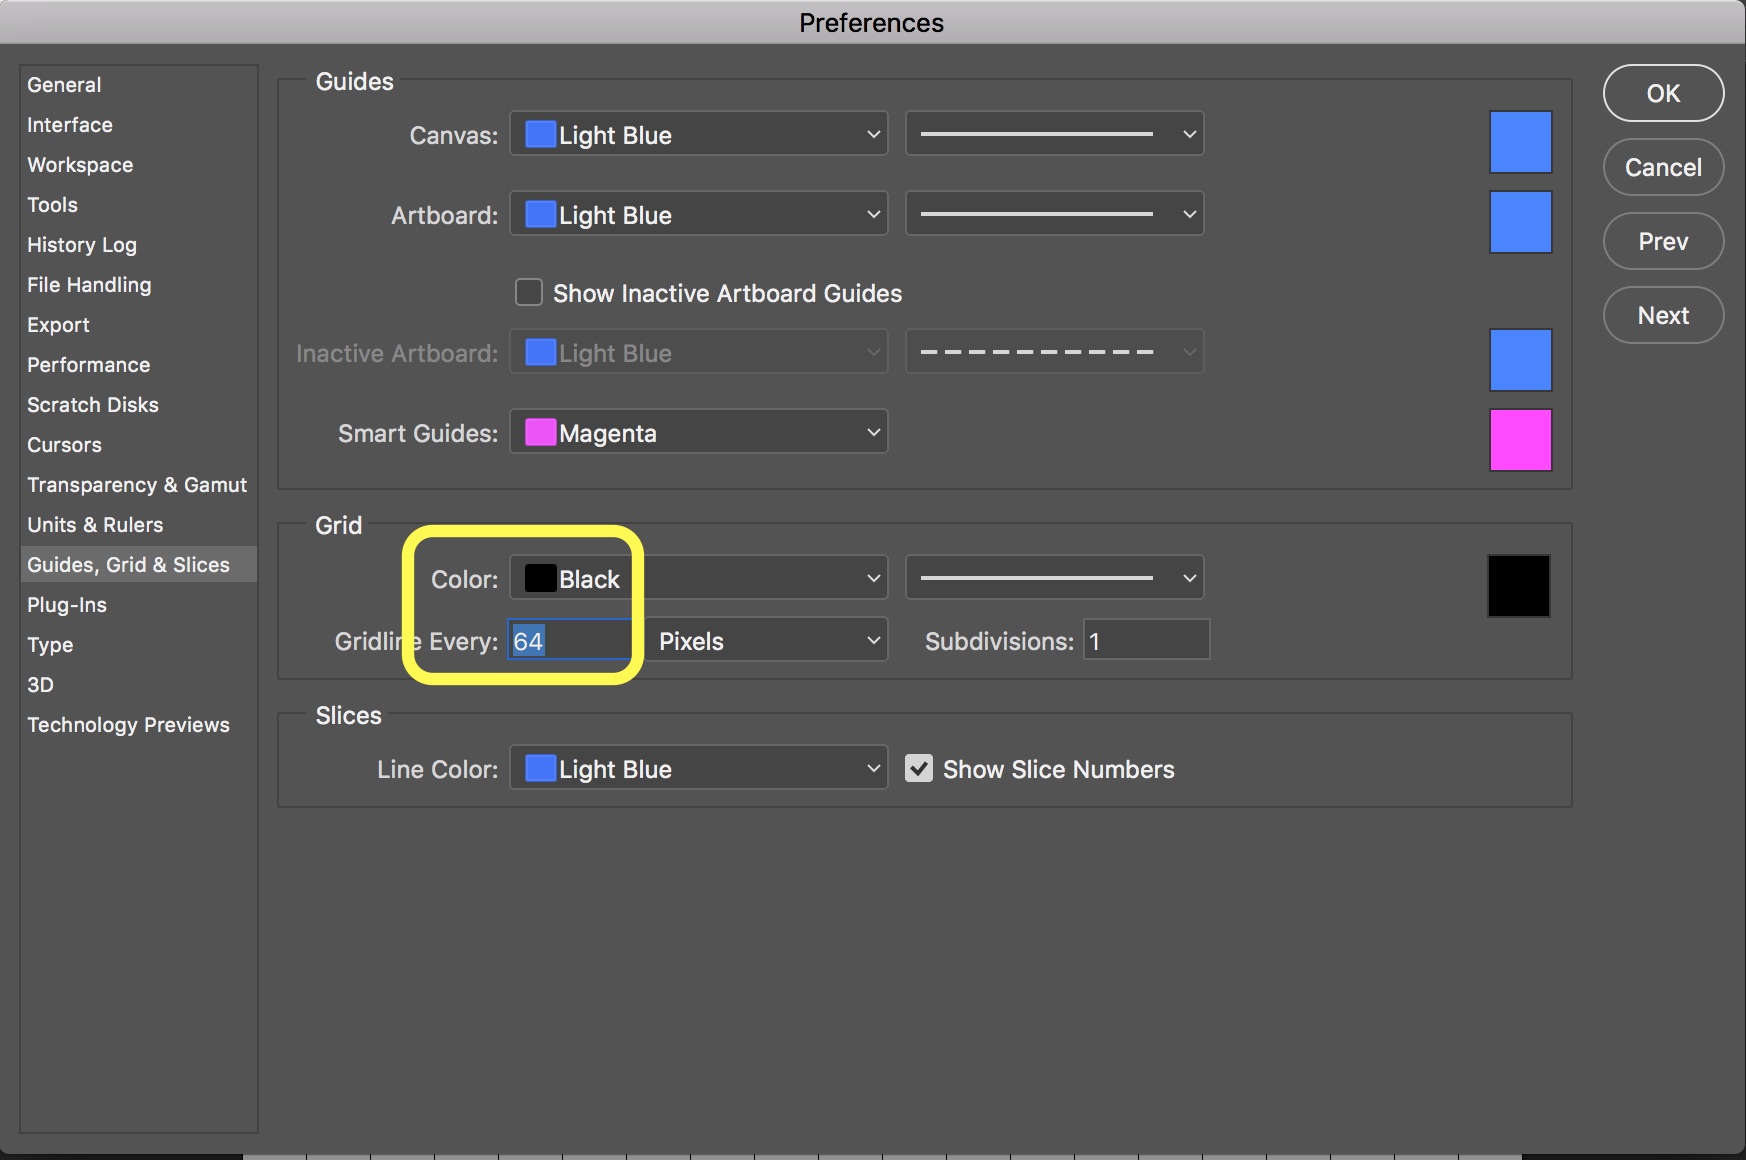 Preferences
General
Interface
Workspace
Tools
History Log
File Handling
Export
Performance
Scratch Disks
Cursors
Transparency & Gamut
Units & Rulers
Guides, Grid & Slices
Plug-Ins
Type
3D
Technology Previews
Guides
Canvas: Light Blue
Artboard: Light Blue
Show Inactive Artboard Guides
Inactive Artboard: Light Blue
Smart Guides: Magenta
Grid
Color: Black
Gridline Every: 64 Pixels Subdivisions: 1
Slices
Line Color: Light Blue Show Slice Numbers
OK
Cancel
Prev
Next